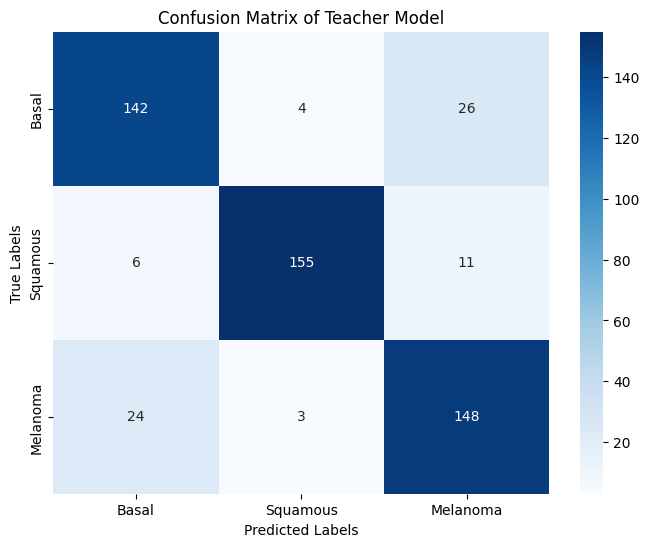 Confusion Matrix of Teacher Model
True Labels
Basal
Squamous
Melanoma
142 4 26
6 155 11
24 3 148
Basal Squamous Melanoma
Predicted Labels
140
120
100
80
60
40
20